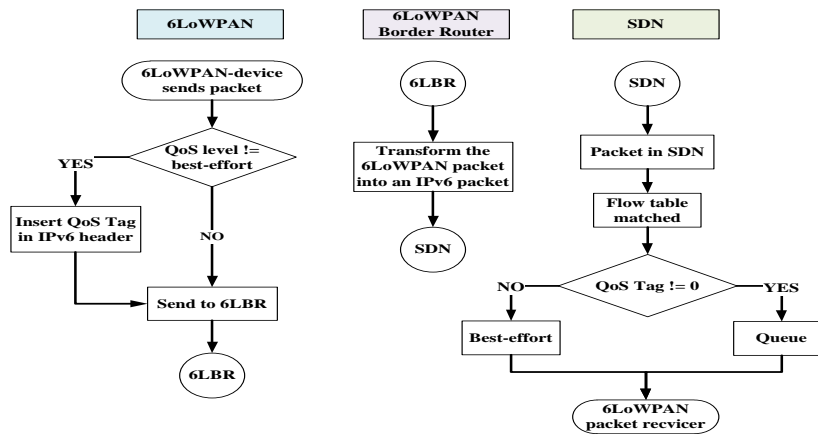 6LoWPAN
6LoWPAN-device
sends packet
QoS level !=
best-effort
YES
Insert QoS Tag
in IPv6 header
NO
Send to 6LBR
6LBR
6LoWPAN
Border Router
6LBR
Transform the
6LoWPAN packet
into an IPv6 packet
SDN
SDN
SDN
Packet in SDN
Flow table
matched
QoS Tag != 0
NO
YES
Best-effort
Queue
6LoWPAN
packet recvicer